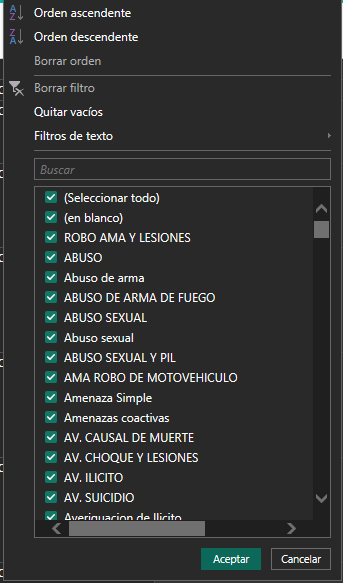 Orden ascendente
Orden descendente
Borrar orden
Borrar filtro
Quitar vacíos
Filtros de texto
Buscar
(Seleccionar todo)
(en blanco)
ROBO AMA Y LESIONES
ABUSO
Abuso de arma
ABUSO DE ARMA DE FUEGO
ABUSO SEXUAL
Abuso sexual
ABUSO SEXUAL Y PIL
AMA ROBO DE MOTOVEHICULO
Amenaza Simple
Amenazas coactivas
AV. CAUSAL DE MUERTE
AV. CHOQUE Y LESIONES
AV. ILICITO
AV. SUICIDIO
Averiguacion de Ilicito
Aceptar
Cancelar